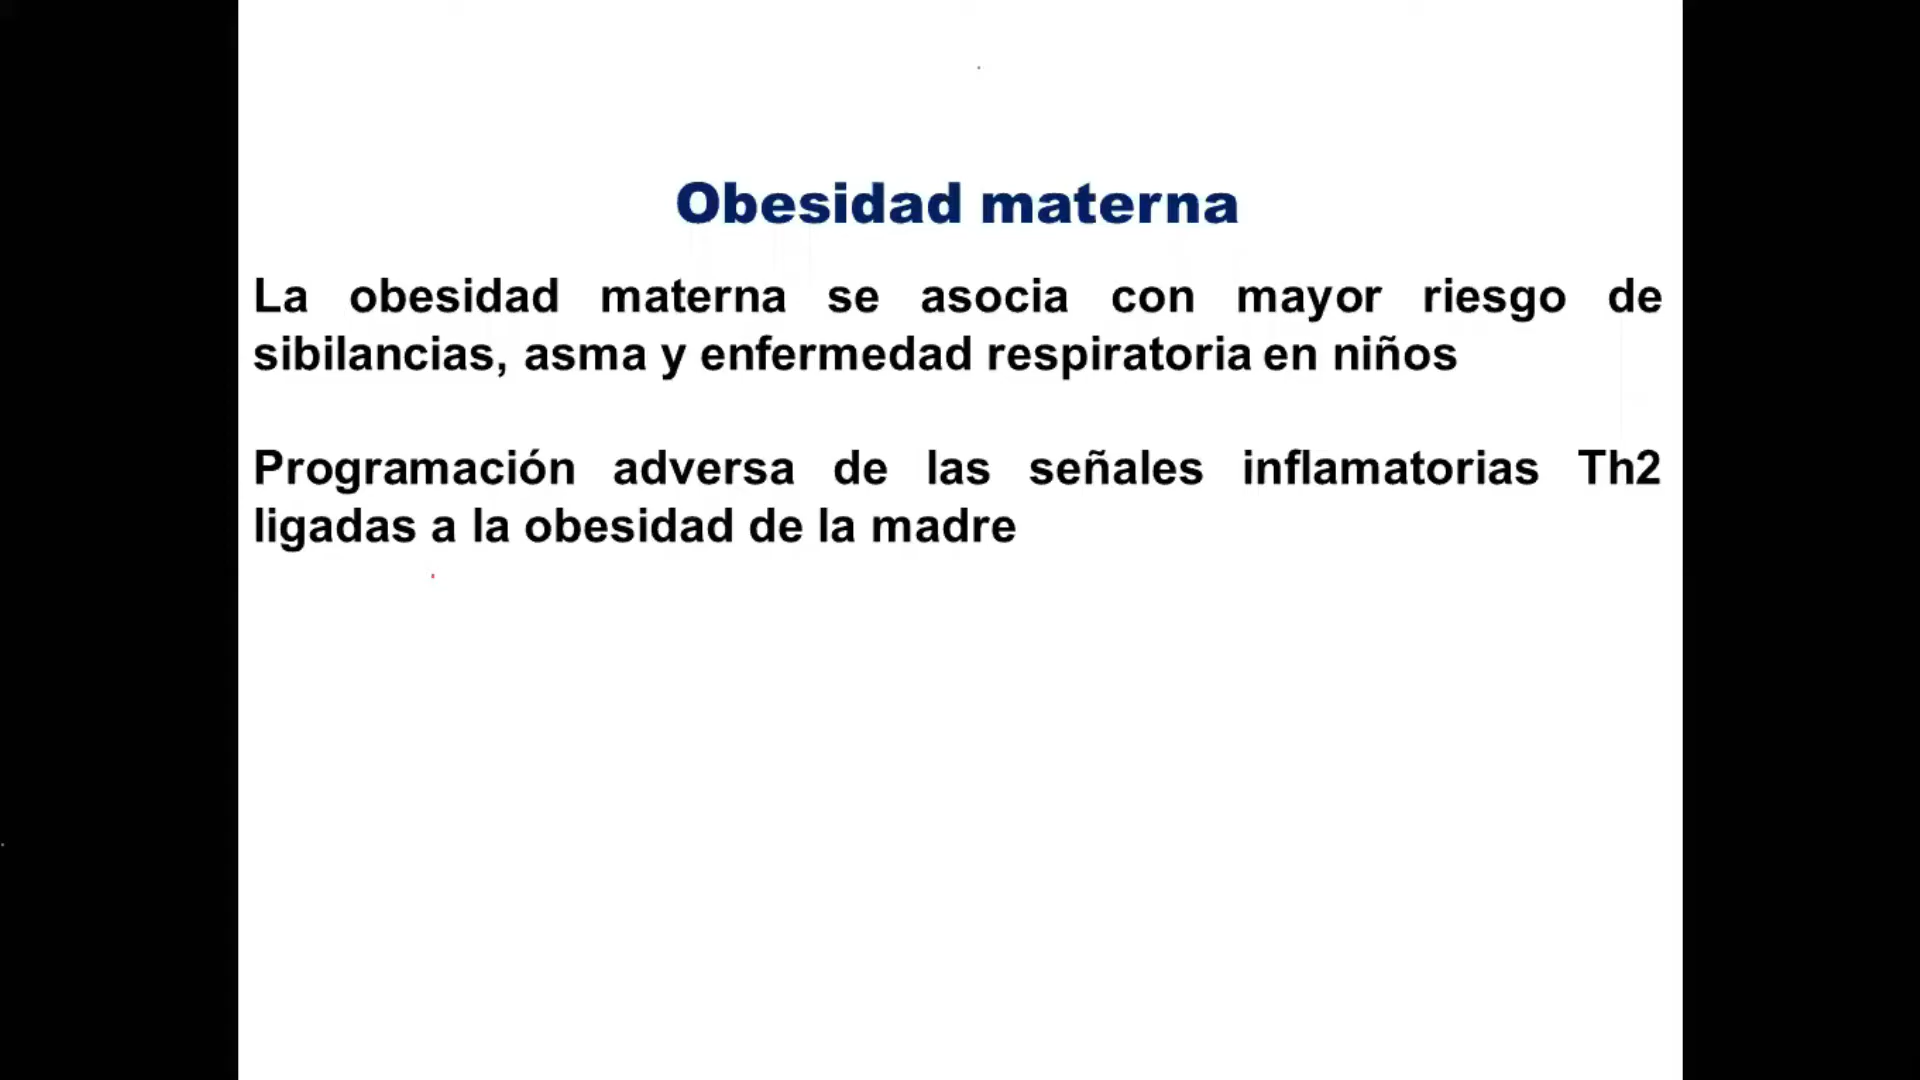 Obesidad materna
La obesidad materna se asocia con mayor riesgo de
sibilancias, asma y enfermedad respiratoria en niños
Programación adversa de las señales inflamatorias Th2
ligadas a la obesidad de la madre